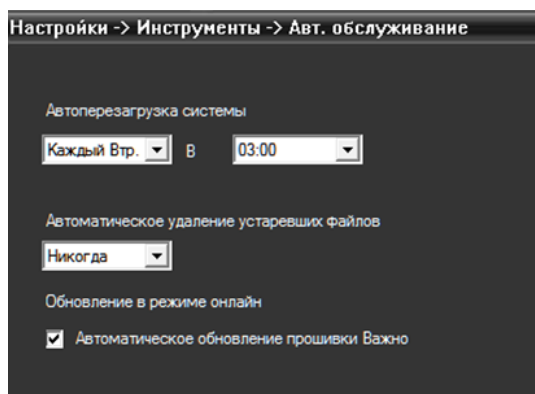 Настройки -> Инструменты -> Авт. обслуживание
Автоперезагрузка системы
Каждый Втр. В 03:00
Автоматическое удаление устаревших файлов
Никогда
Обновление в режиме онлайн
Автоматическое обновление прошивки Важно